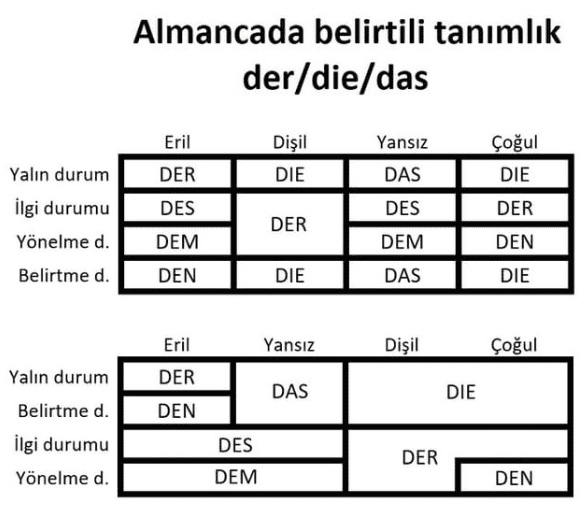 Almancada belirtili tanımlık
der/die/das
Eril Dişil Yansız Çoğul
Yalın durum DER DIE DAS DIE
İlgi durumu DES DER DES DER
Yönelme d. DEM DEM DEN
Belirtme d. DEN DIE DAS DIE
Eril Yansız Dişil Çoğul
Yalın durum DER DAS DIE
Belirtme d. DEN
İlgi durumu DES DER
Yönelme d. DEM DEN